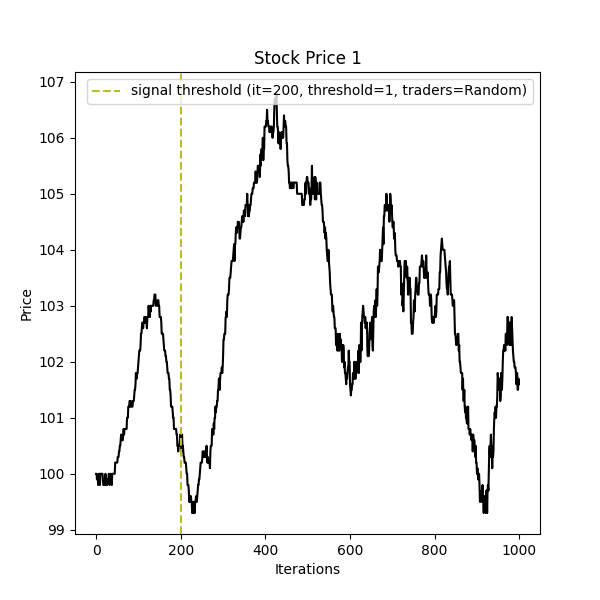 Stock Price 1
signal threshold (it=200, threshold=1, traders=Random)
107
106
105
104
103
102
101
100
99
Price
0 200 400 600 800 1000
Iterations